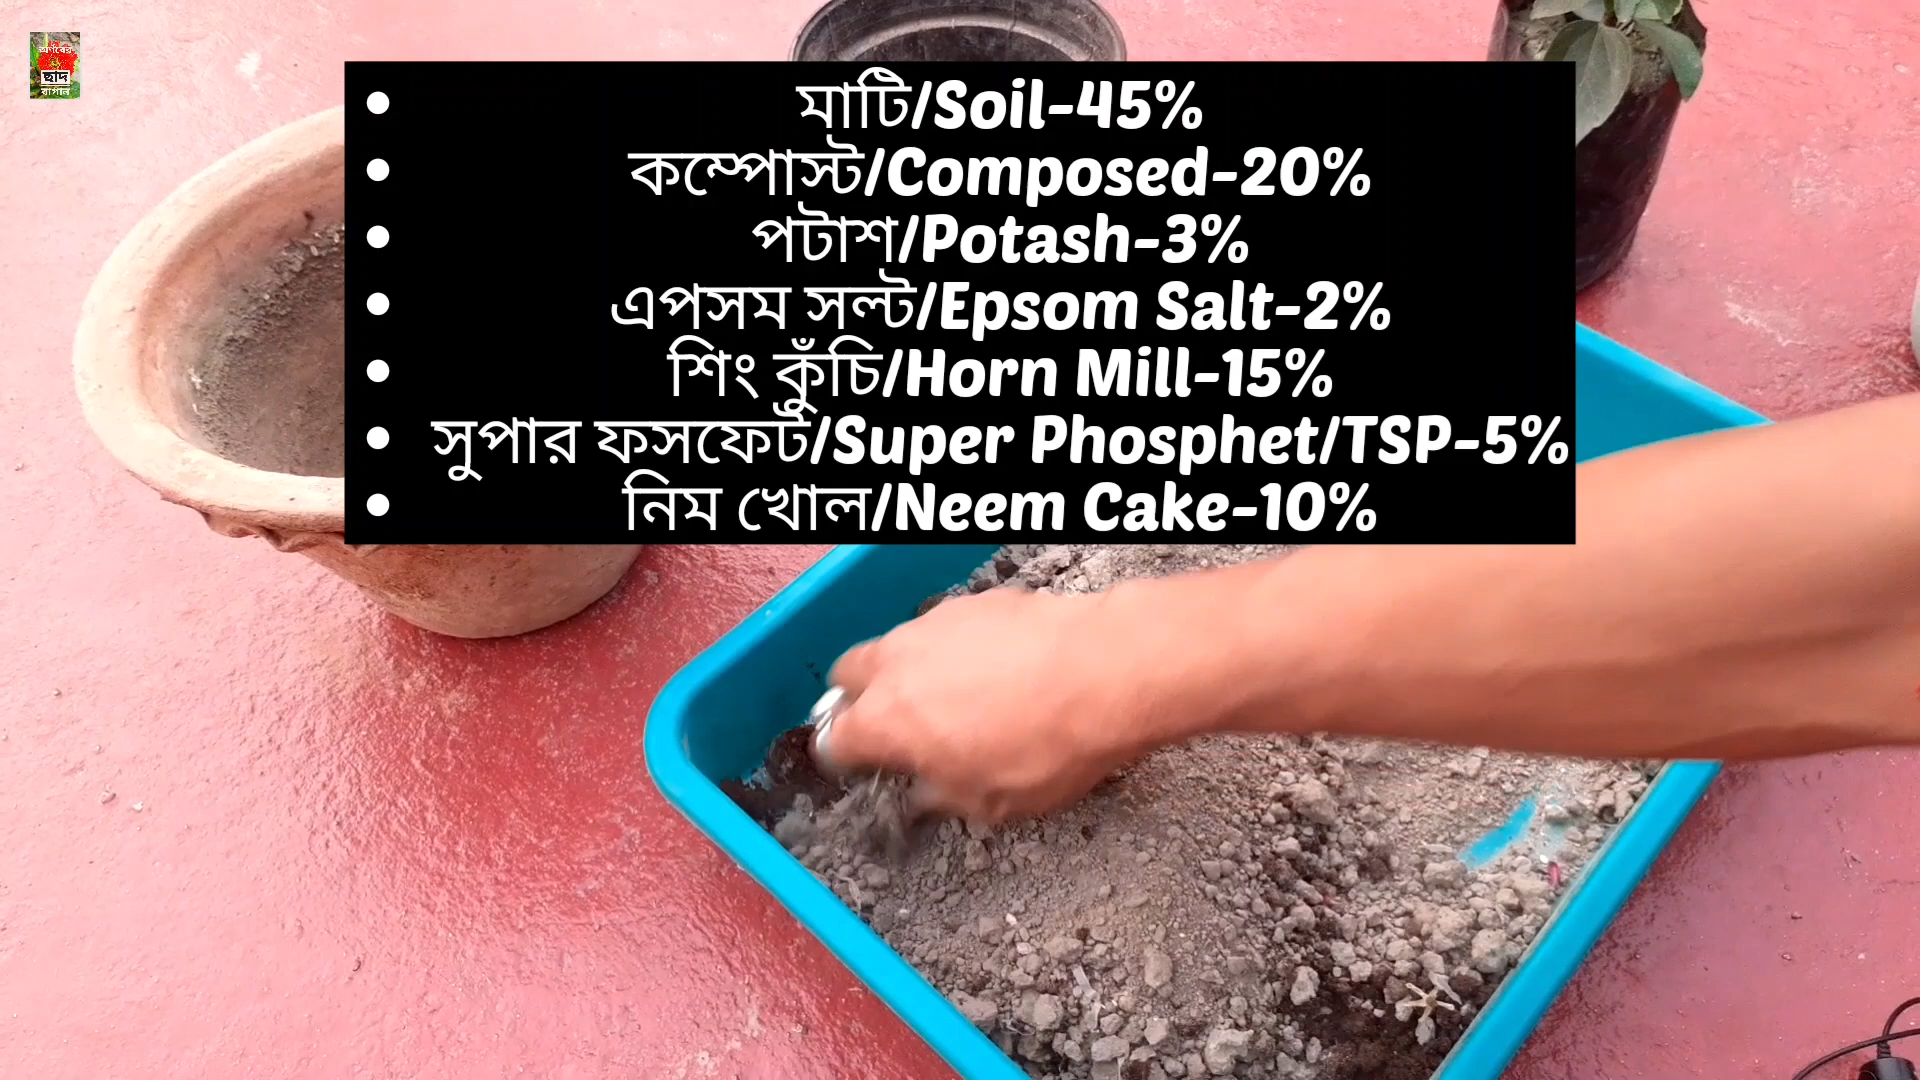 ছাদ
বাগান
মাটি/Soil-45%
কম্পোস্ট/Composed-20%
পটাশ/Potash-3%
এপসম সল্ট/Epsom Salt-2%
শিং কুঁচি/Horn Mill-15%
সুপার ফসফেট/Super Phosphet/TSP-5%
নিম খোল/Neem Cake-10%